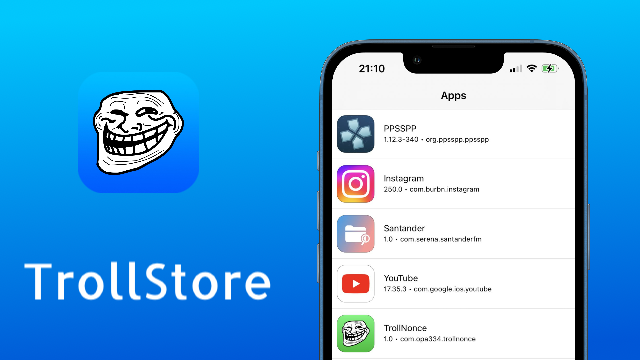 TrollStore
21:10
Apps
PPSSPP
1.12.3-340 • org.ppsspp.ppsspp
Instagram
250.0 • com.burbn.instagram
Santander
1.0 • com.serena.santanderfm
YouTube
17.35.3 • com.google.ios.youtube
TrollNonce
1.0 • com.opa334.trollnonce